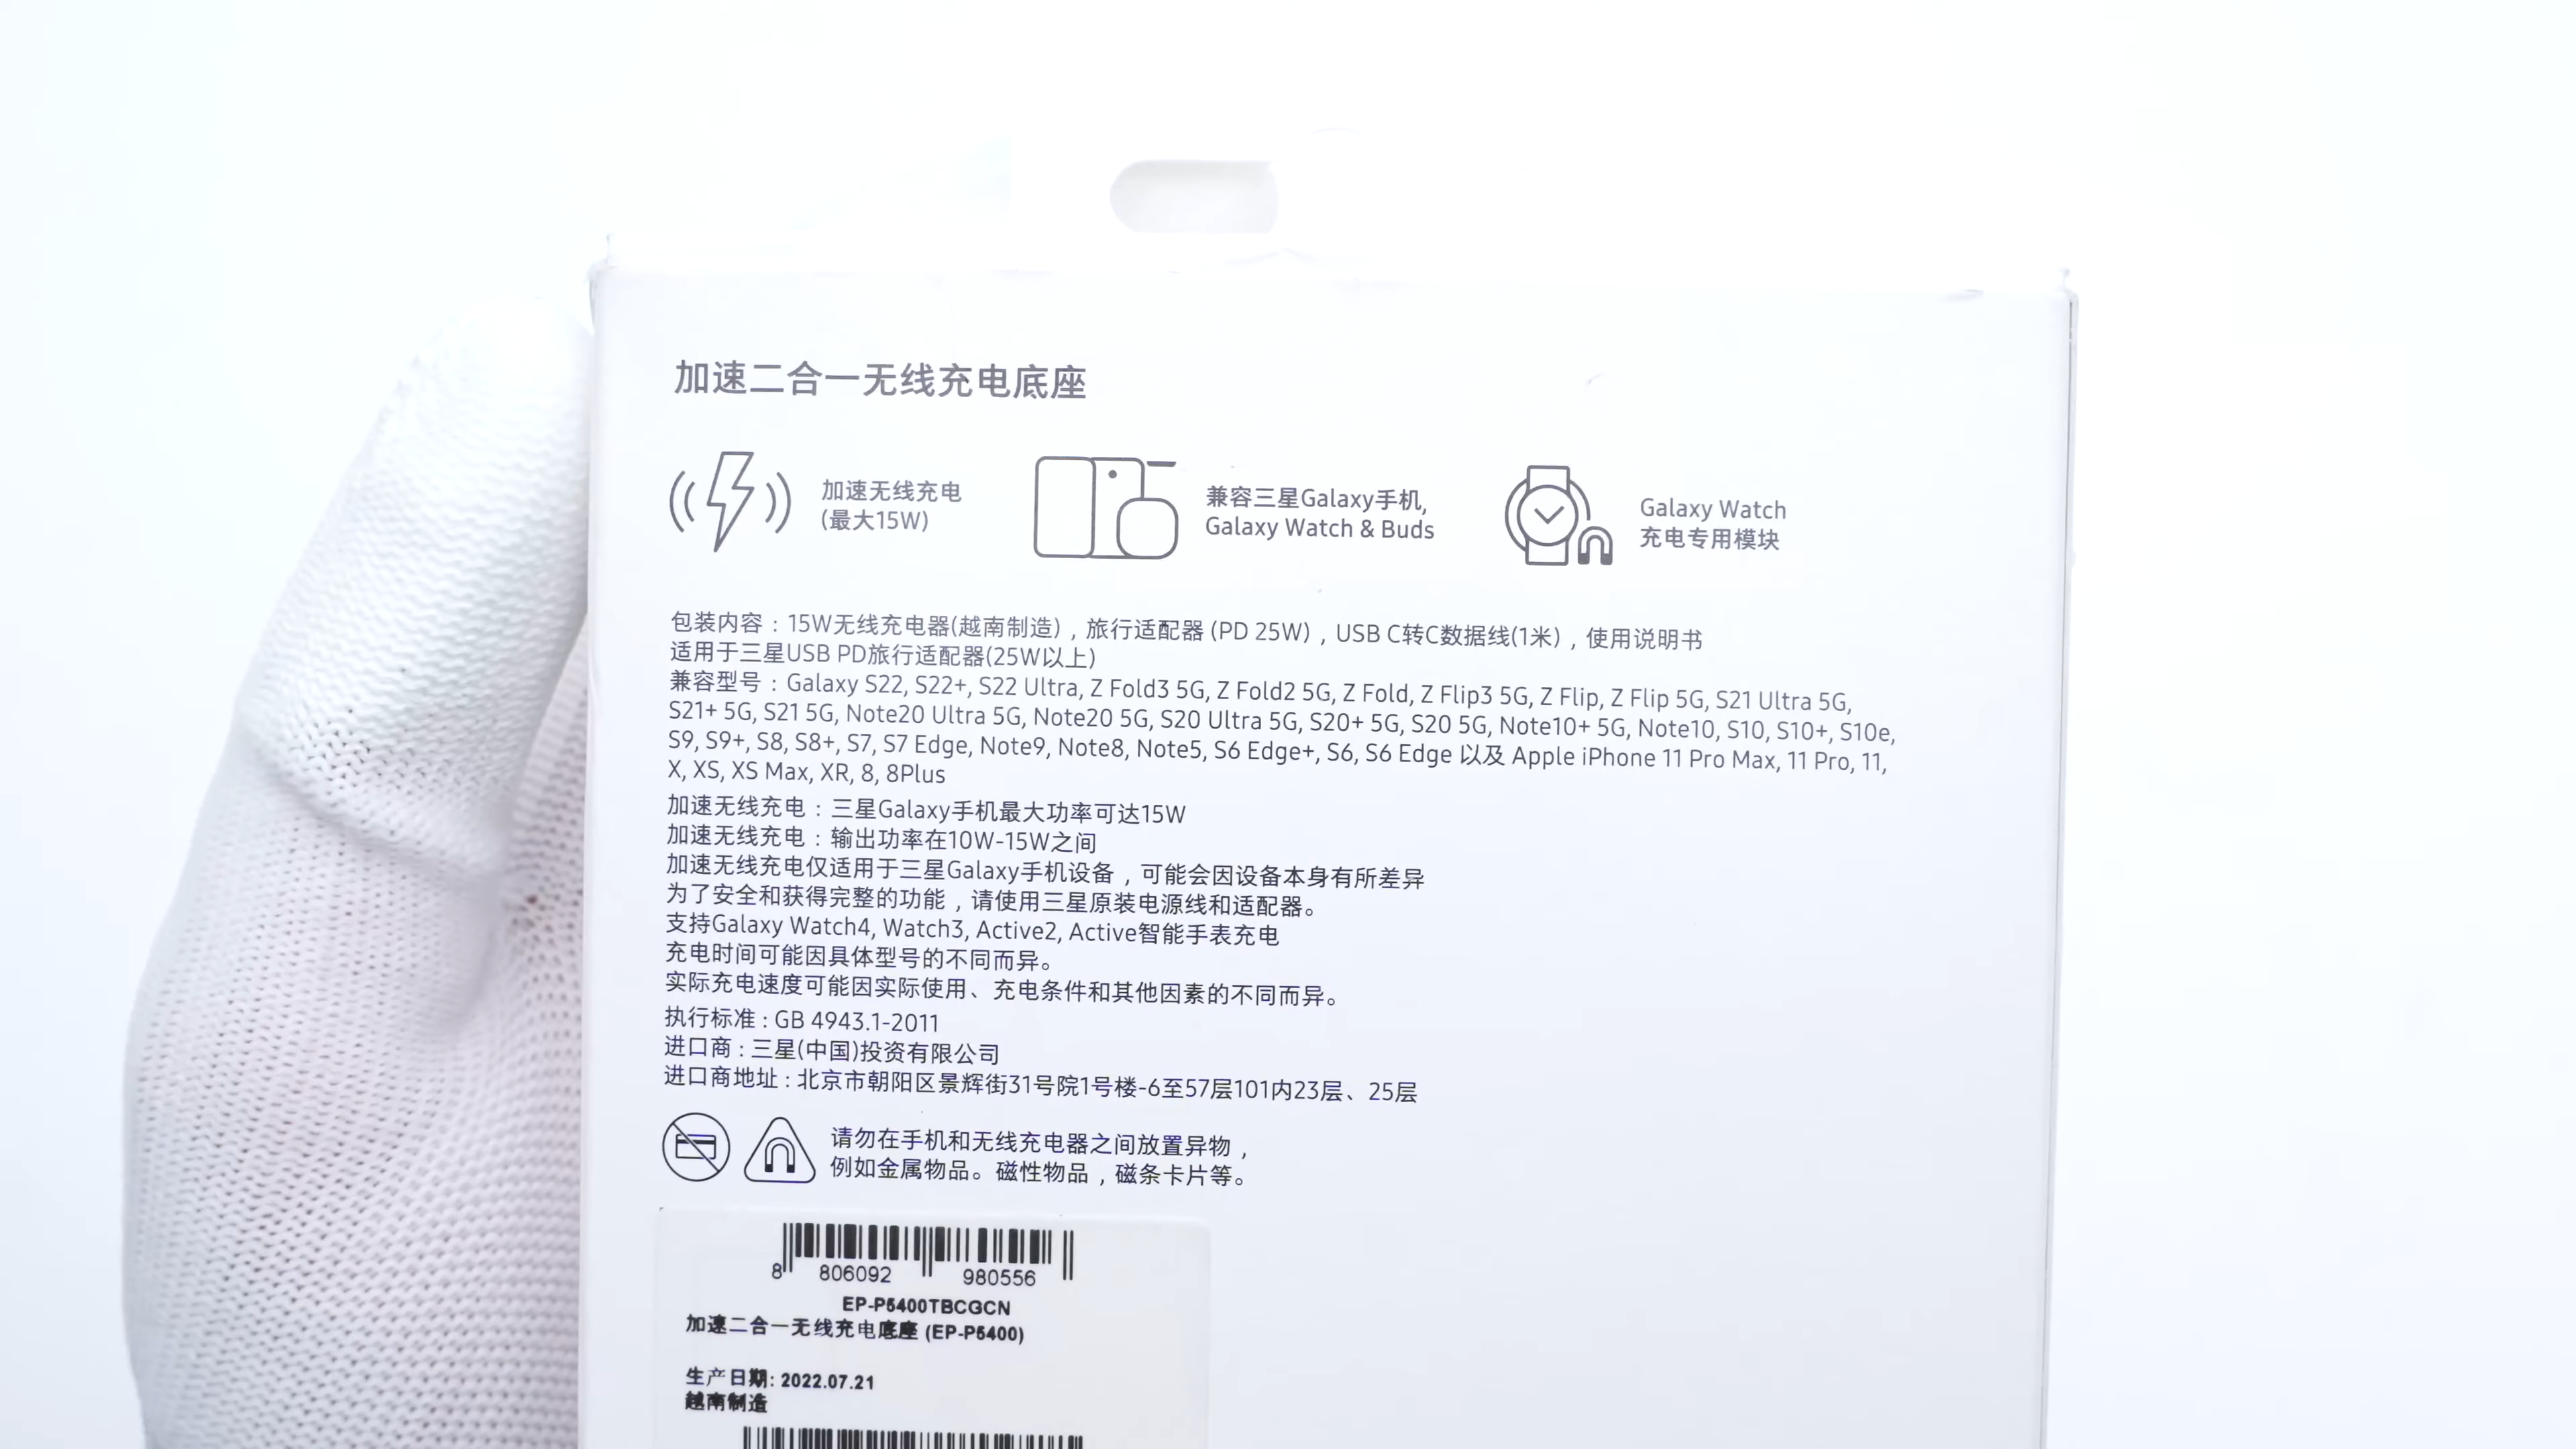 加速二合一无线充电底座
加速无线充电
(最大15W)
兼容三星Galaxy手机,
Galaxy Watch & Buds
Galaxy Watch
充电专用模块
包装内容：15W无线充电器(越南制造)，旅行适配器 (PD 25W)，USB C转C数据线(1米)，使用说明书
适用于三星USB PD旅行适配器(25W以上)
兼容型号：Galaxy S22, S22+, S22 Ultra, Z Fold3 5G, Z Fold2 5G, Z Fold, Z Flip3 5G, Z Flip, Z Flip 5G, S21 Ultra 5G,
S21+ 5G, S21 5G, Note20 Ultra 5G, Note20 5G, S20 Ultra 5G, S20+ 5G, S20 5G, Note10+ 5G, Note10, S10, S10+, S10e,
S9, S9+, S8, S8+, S7, S7 Edge, Note9, Note8, Note5, S6 Edge+, S6, S6 Edge 以及 Apple iPhone 11 Pro Max, 11 Pro, 11,
X, XS, XS Max, XR, 8, 8Plus
加速无线充电：三星Galaxy手机最大功率可达15W
加速无线充电：输出功率在10W-15W之间
加速无线充电仅适用于三星Galaxy手机设备，可能会因设备本身有所差异
为了安全和获得完整的功能，请使用三星原装电源线和适配器。
支持Galaxy Watch4, Watch3, Active2, Active智能手表充电
充电时间可能因具体型号的不同而异。
实际充电速度可能因实际使用、充电条件和其他因素的不同而异。
执行标准 : GB 4943.1-2011
进口商 : 三星(中国)投资有限公司
进口商地址 : 北京市朝阳区景辉街31号院1号楼-6至57层101内23层、25层
请勿在手机和无线充电器之间放置异物，
例如金属物品。磁性物品，磁条卡片等。
8 806092 980556
EP-P5400TBCGCN
加速二合一无线充电底座 (EP-P5400)
生产日期: 2022.07.21
越南制造